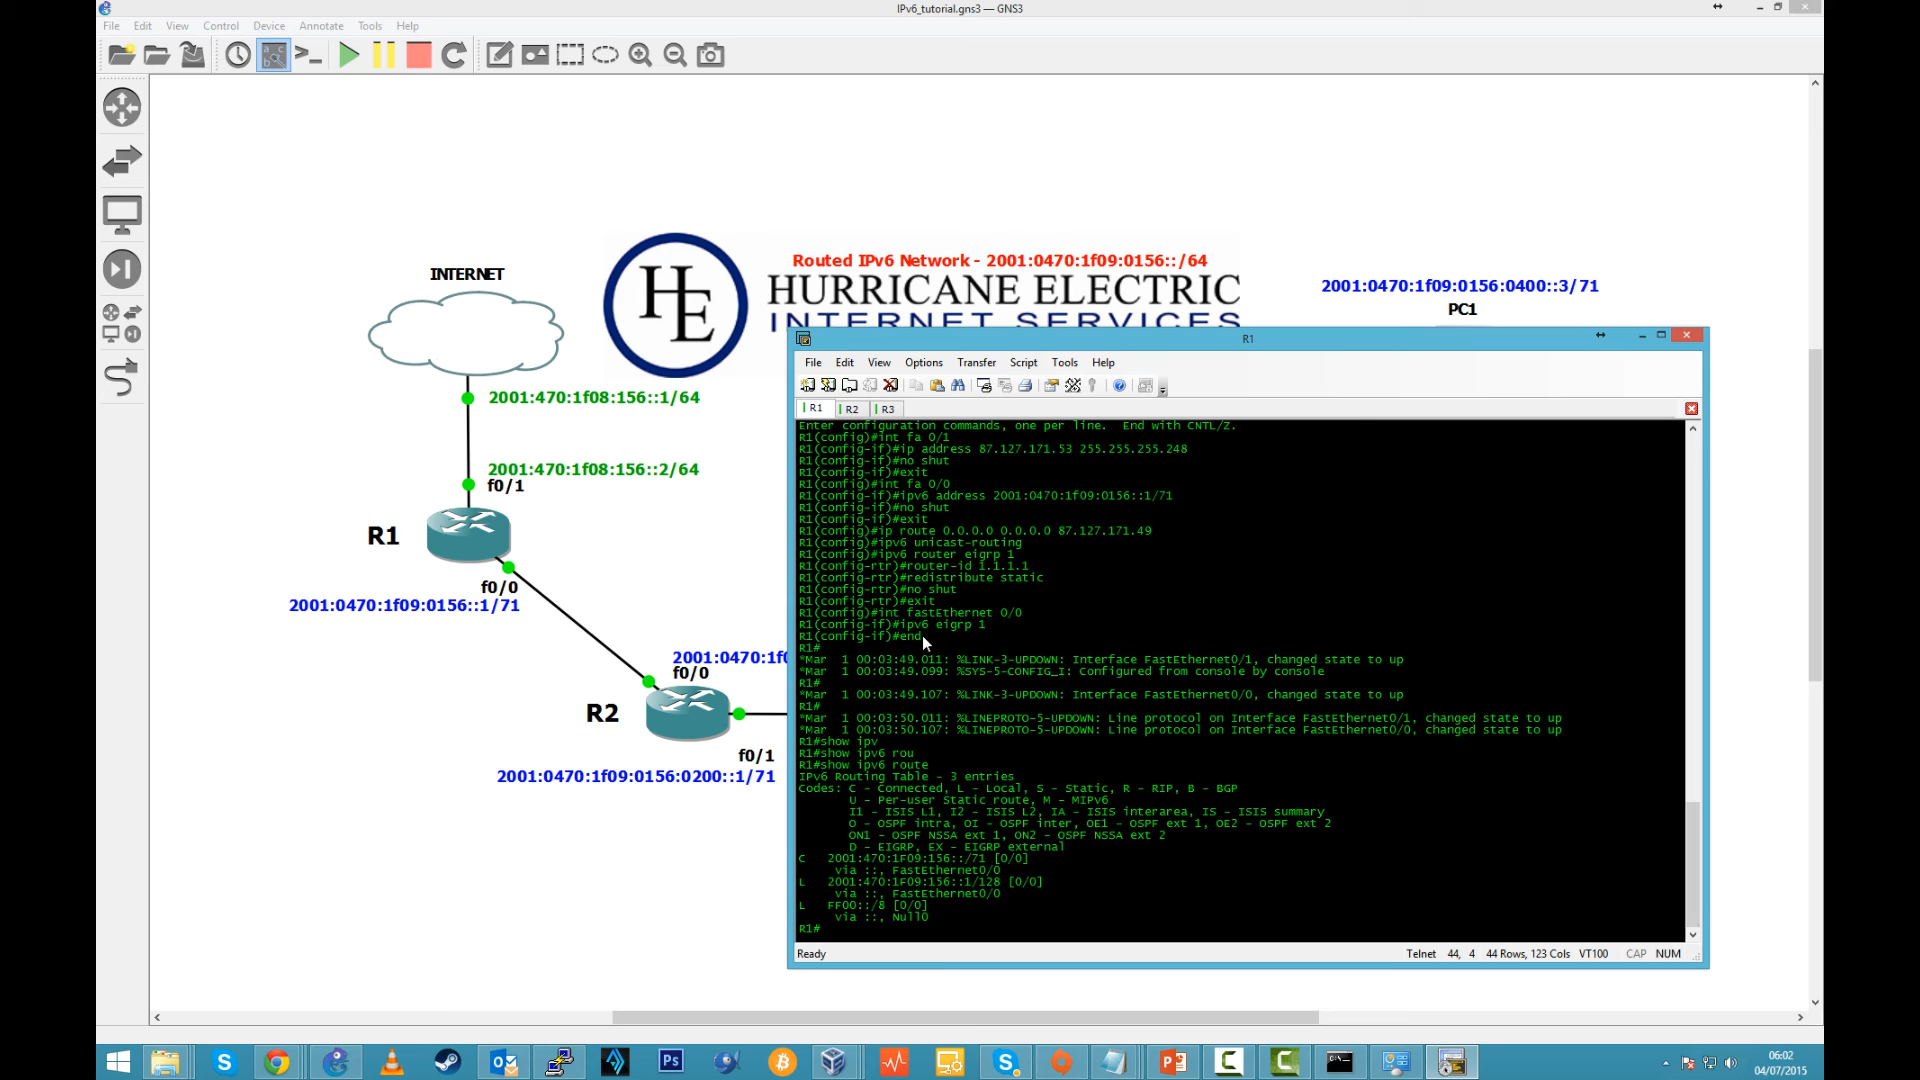 IPv6_tutorial.gns3 — GNS3
File Edit View Control Device Annotate Tools Help
INTERNET
HE
Routed IPv6 Network - 2001:0470:1f09:0156::/64
HURRICANE ELECTRIC
INTERNET SERVICES
2001:0470:1f09:0156:0400::3/71
PC1
2001:470:1f08:156::1/64
2001:470:1f08:156::2/64
f0/1
R1
f0/0
2001:0470:1f09:0156::1/71
2001:0470:1f0
f0/0
R2
f0/1
2001:0470:1f09:0156:0200::1/71
R1
File Edit View Options Transfer Script Tools Help
R1 R2 R3
Enter configuration commands, one per line.  End with CNTL/Z.
R1(config)#int fa 0/1
R1(config-if)#ip address 87.127.171.53 255.255.255.248
R1(config-if)#no shut
R1(config-if)#exit
R1(config)#int fa 0/0
R1(config-if)#ipv6 address 2001:0470:1f09:0156::1/71
R1(config-if)#no shut
R1(config-if)#exit
R1(config)#ip route 0.0.0.0 0.0.0.0 87.127.171.49
R1(config)#ipv6 unicast-routing
R1(config)#ipv6 router eigrp 1
R1(config-rtr)#router-id 1.1.1.1
R1(config-rtr)#redistribute static
R1(config-rtr)#no shut
R1(config-rtr)#exit
R1(config)#int fastEthernet 0/0
R1(config-if)#ipv6 eigrp 1
R1(config-if)#end
R1#
*Mar  1 00:03:49.011: %LINK-3-UPDOWN: Interface FastEthernet0/1, changed state to up
*Mar  1 00:03:49.099: %SYS-5-CONFIG_I: Configured from console by console
R1#
*Mar  1 00:03:49.107: %LINK-3-UPDOWN: Interface FastEthernet0/0, changed state to up
R1#
*Mar  1 00:03:50.011: %LINEPROTO-5-UPDOWN: Line protocol on Interface FastEthernet0/1, changed state to up
*Mar  1 00:03:50.107: %LINEPROTO-5-UPDOWN: Line protocol on Interface FastEthernet0/0, changed state to up
R1#show ipv
R1#show ipv6 rou
R1#show ipv6 route
IPv6 Routing Table - 3 entries
Codes: C - Connected, L - Local, S - Static, R - RIP, B - BGP
U - Per-user Static route, M - MIPv6
I1 - ISIS L1, I2 - ISIS L2, IA - ISIS interarea, IS - ISIS summary
O - OSPF intra, OI - OSPF inter, OE1 - OSPF ext 1, OE2 - OSPF ext 2
ON1 - OSPF NSSA ext 1, ON2 - OSPF NSSA ext 2
D - EIGRP, EX - EIGRP external
C   2001:470:1F09:156::/71 [0/0]
via ::, FastEthernet0/0
L   2001:470:1F09:156::1/128 [0/0]
via ::, FastEthernet0/0
L   FF00::/8 [0/0]
via ::, Null0
R1#
Ready Telnet 44, 4 44 Rows, 123 Cols VT100 CAP NUM
06:02
04/07/2015